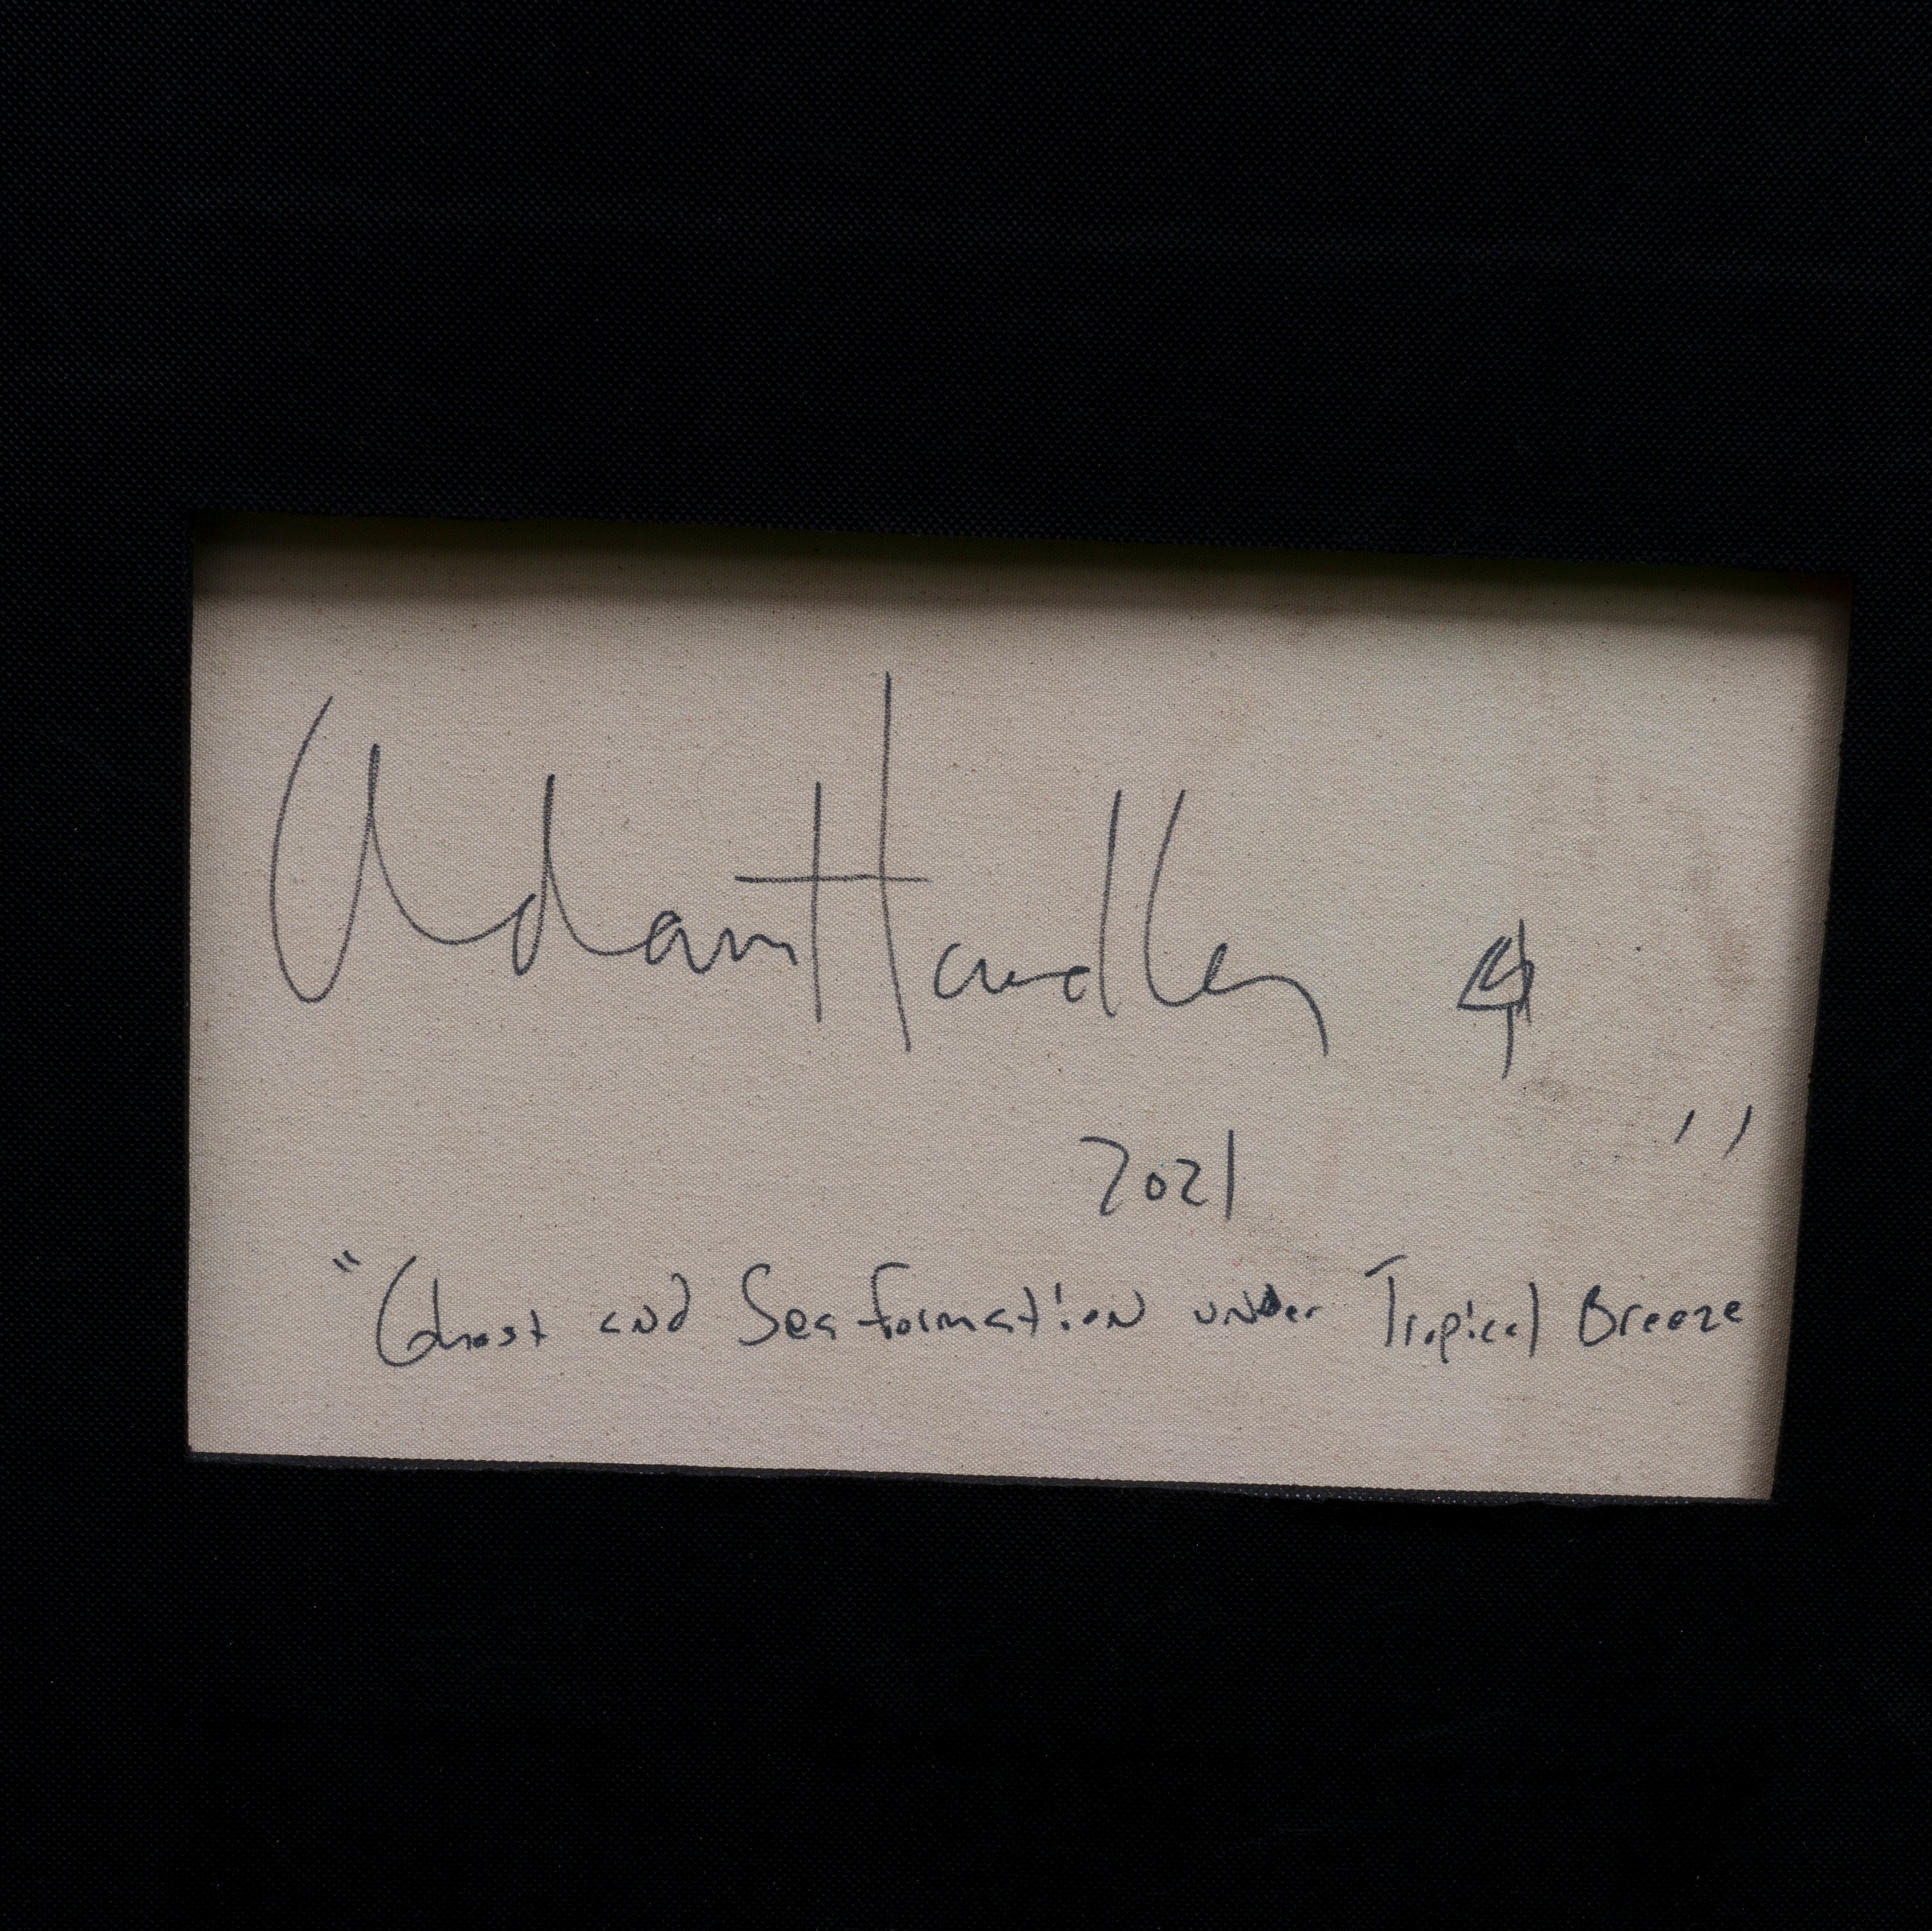 Adam Handler
2021
"Ghost and Sea formation under Tropical Breeze"